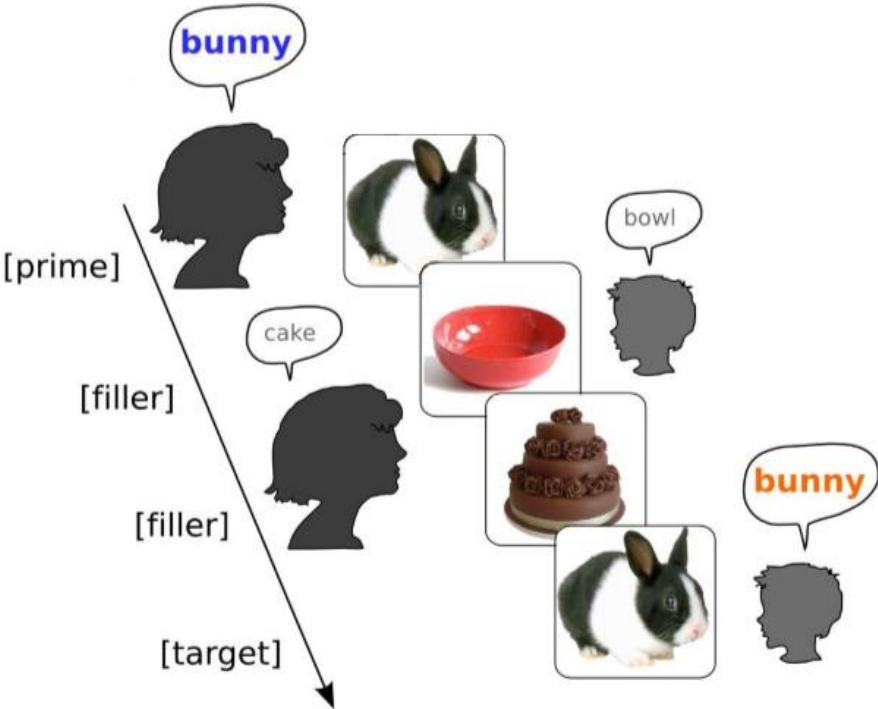 bunny
[prime]
bowl
cake
[filler]
[filler]
bunny
[target]